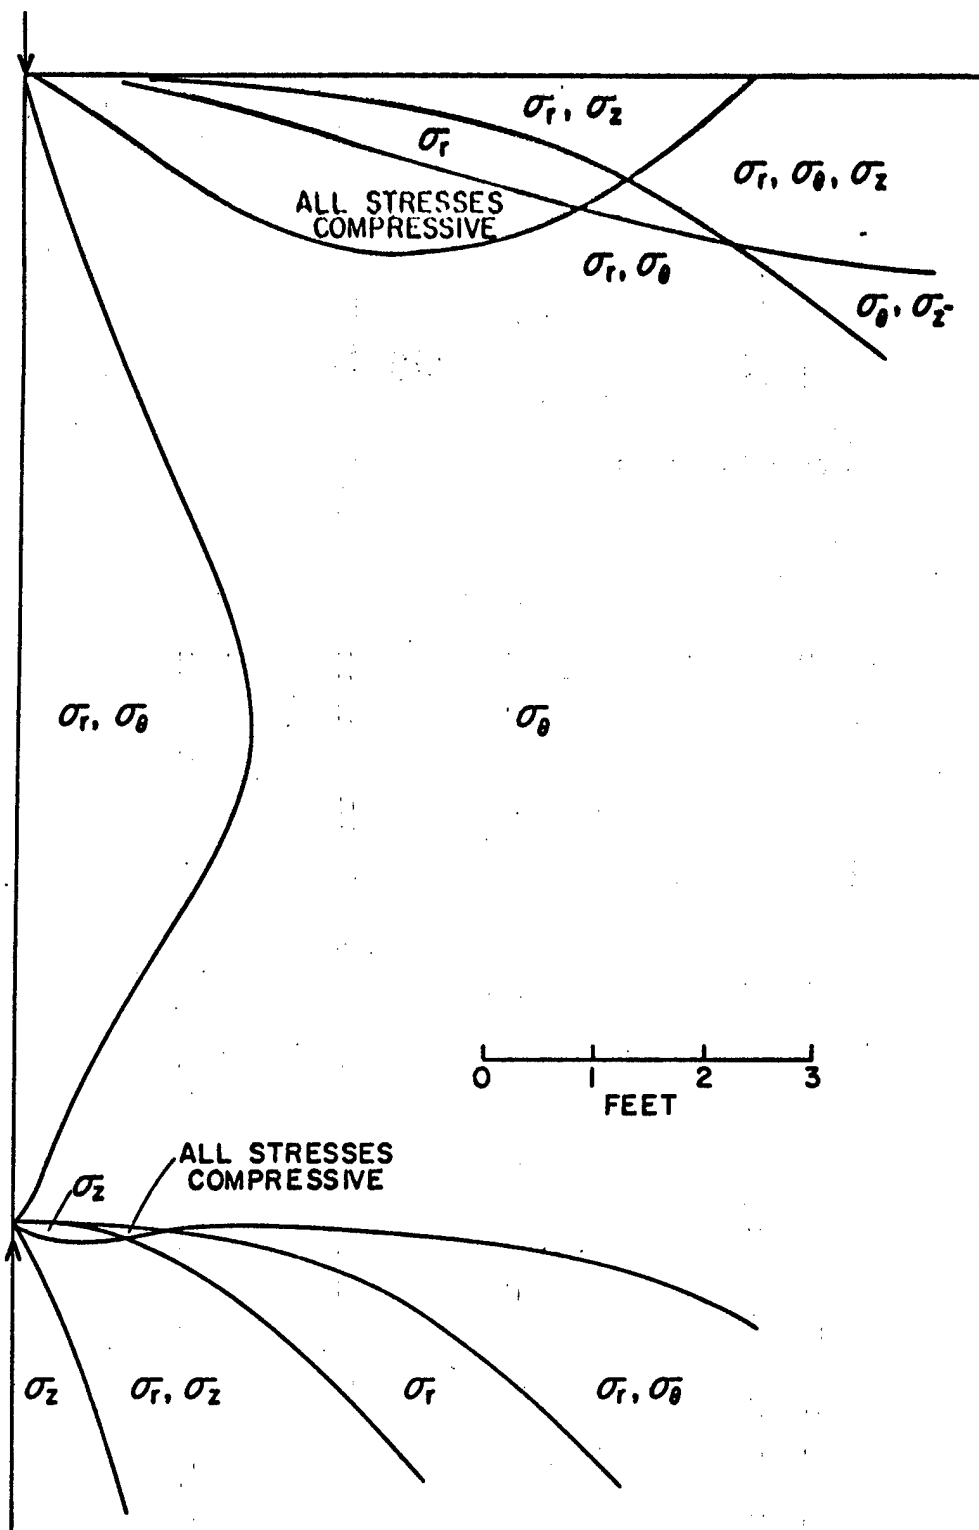 σr, σz
σr
σr, σθ, σz
ALL STRESSES
COMPRESSIVE
σr, σθ
σθ, σz
σr, σθ
σθ
0 1 2 3
FEET
ALL STRESSES
COMPRESSIVE
σz
σz
σr, σz
σr
σr, σθ